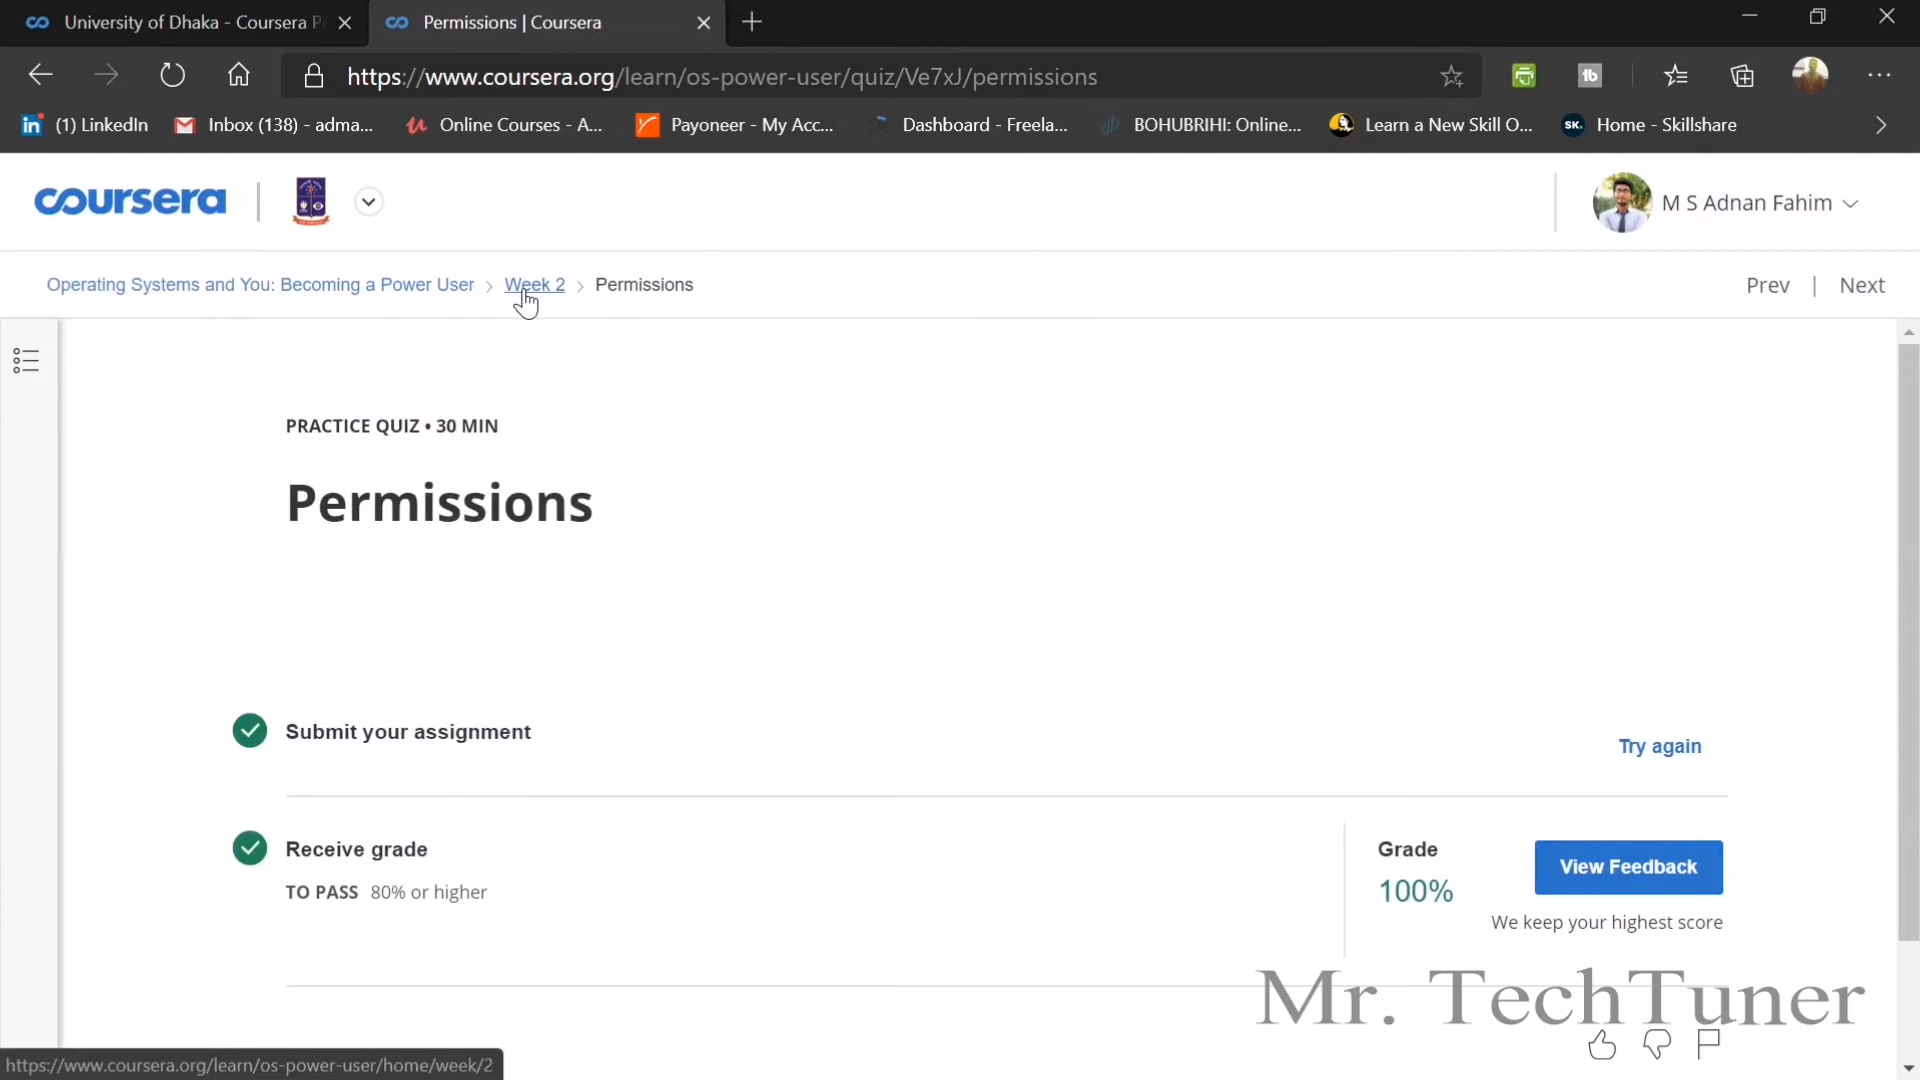 University of Dhaka - Coursera P
Permissions | Coursera
https://www.coursera.org/learn/os-power-user/quiz/Ve7xJ/permissions
(1) LinkedIn
Inbox (138) - adma...
Online Courses - A...
Payoneer - My Acc...
Dashboard - Freela...
BOHUBRIHI: Online...
Learn a New Skill O...
SK.
Home - Skillshare
coursera
M S Adnan Fahim
Operating Systems and You: Becoming a Power User > Week 2 > Permissions
Prev | Next
PRACTICE QUIZ • 30 MIN
Permissions
Submit your assignment
Try again
Receive grade
TO PASS 80% or higher
Grade
100%
View Feedback
We keep your highest score
Mr. TechTuner
https://www.coursera.org/learn/os-power-user/home/week/2